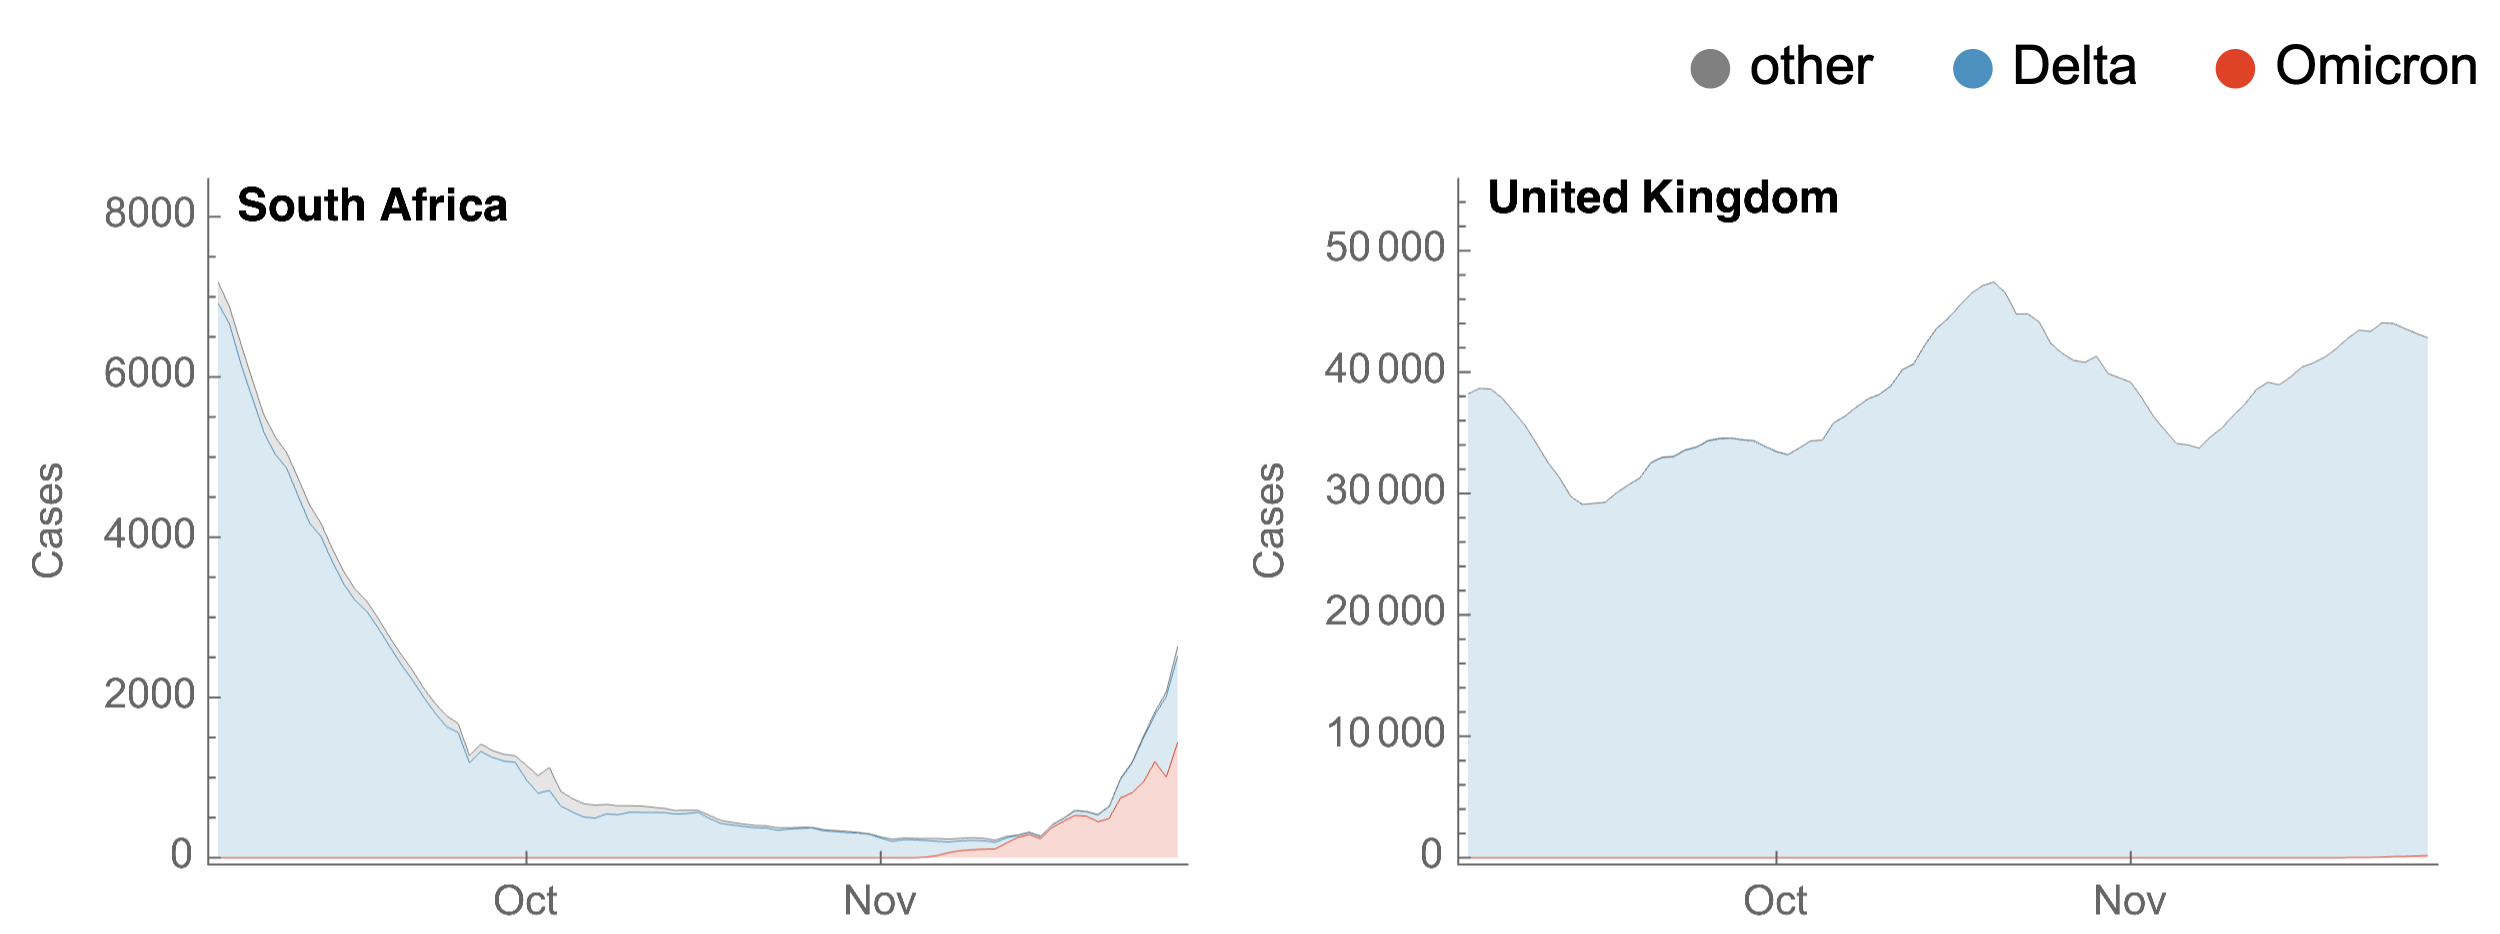 other Delta Omicron
South Africa
8000
6000
4000
2000
0
Cases
Oct Nov
United Kingdom
50 000
40 000
30 000
20 000
10 000
0
Cases
Oct Nov